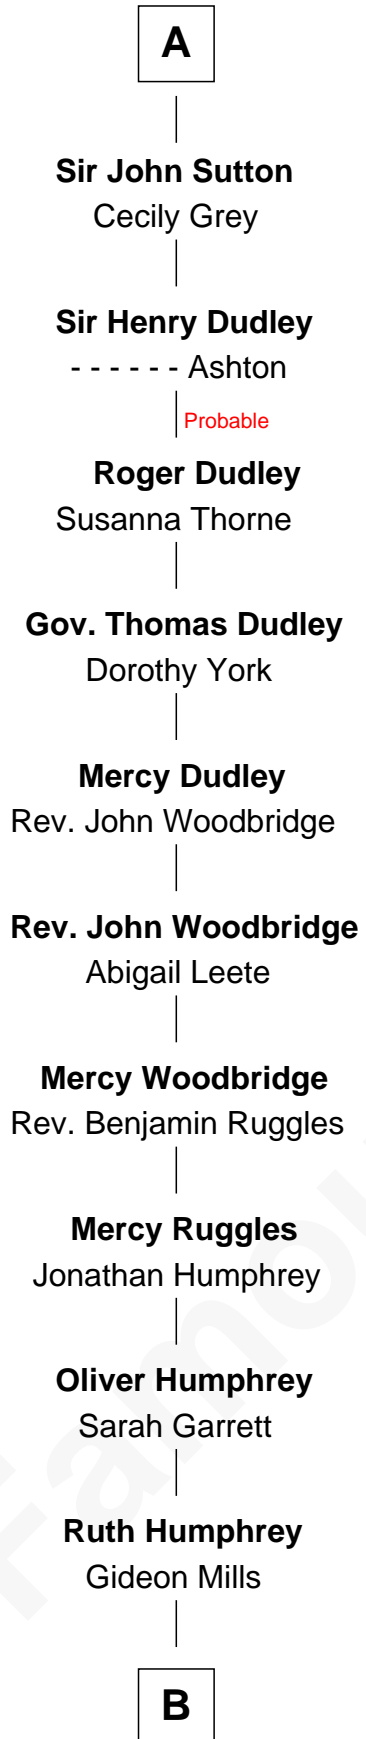 A
Sir John Sutton
Cecily Grey
Sir Henry Dudley
- - - - - - Ashton
Probable
Roger Dudley
Susanna Thorne
Gov. Thomas Dudley
Dorothy York
Mercy Dudley
Rev. John Woodbridge
Rev. John Woodbridge
Abigail Leete
Mercy Woodbridge
Rev. Benjamin Ruggles
Mercy Ruggles
Jonathan Humphrey
Oliver Humphrey
Sarah Garrett
Ruth Humphrey
Gideon Mills
B